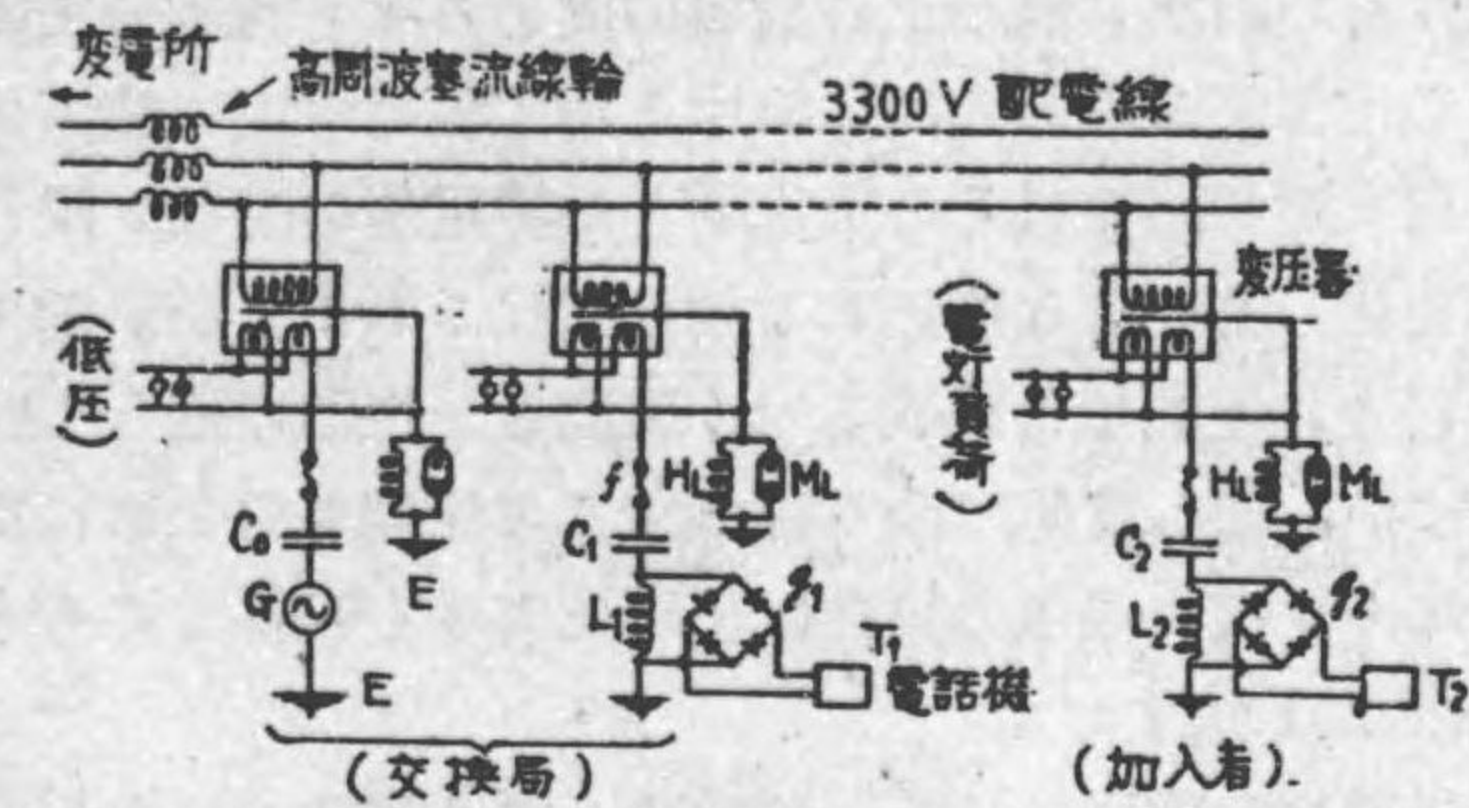 変電所
高周波塞流線輪
3300V 配電線
変圧器
(低圧)
(電灯負荷)
f
HL
ML
HL
ML
C0
C1
C2
G
E
L1
g1
L2
g2
T1
電話機
T2
E
(交換局)
(加入者).